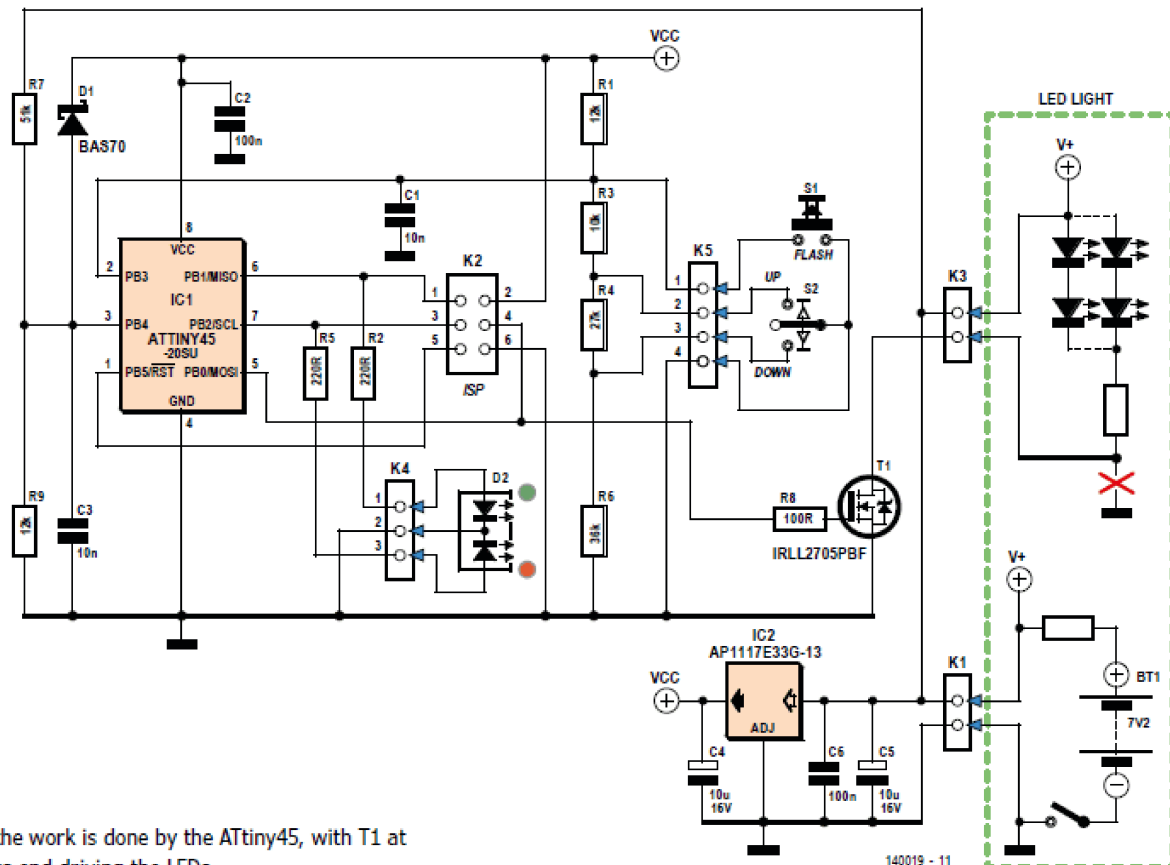 VCC
R7
51k
D1
BAS70
C2
100n
R1
12k
LED LIGHT
V+
C1
10n
R3
10k
S1
FLASH
8
VCC
2
PB3
PB1/MISO
6
IC1
3
PB4
PB2/SCL
7
ATTINY45
-20SU
1
PB5/RST
PB0/MOSI
5
GND
4
K2
1
2
3
4
5
6
ISP
R4
27k
K5
1
2
3
4
UP
S2
DOWN
K3
R5
220R
R2
220R
K4
1
2
3
D2
T1
R8
100R
IRLL2705PBF
R9
12k
C3
10n
R6
36k
V+
IC2
AP1117E33G-13
VCC
ADJ
K1
BT1
7V2
C4
10u
16V
C6
100n
C5
10u
16V
the work is done by the ATtiny45, with T1 at
140019 - 11
and driving the LEDs